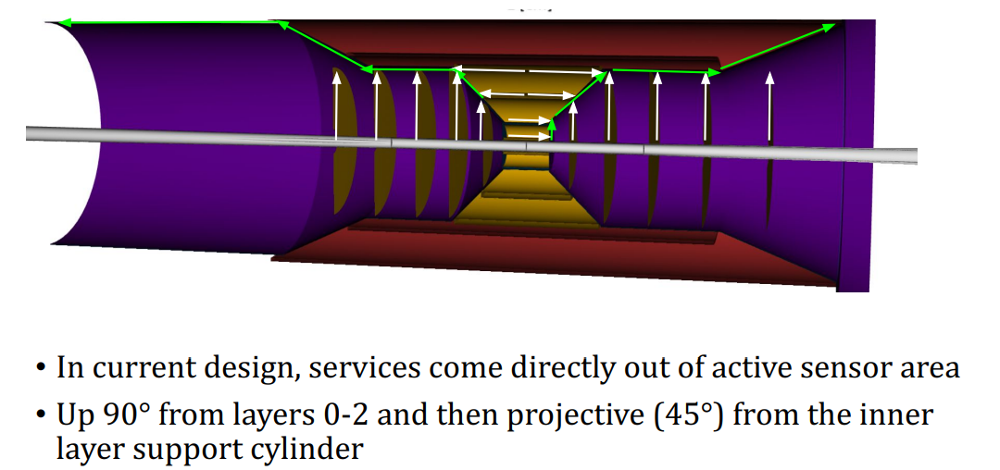 • In current design, services come directly out of active sensor area
• Up 90° from layers 0-2 and then projective (45°) from the inner
layer support cylinder